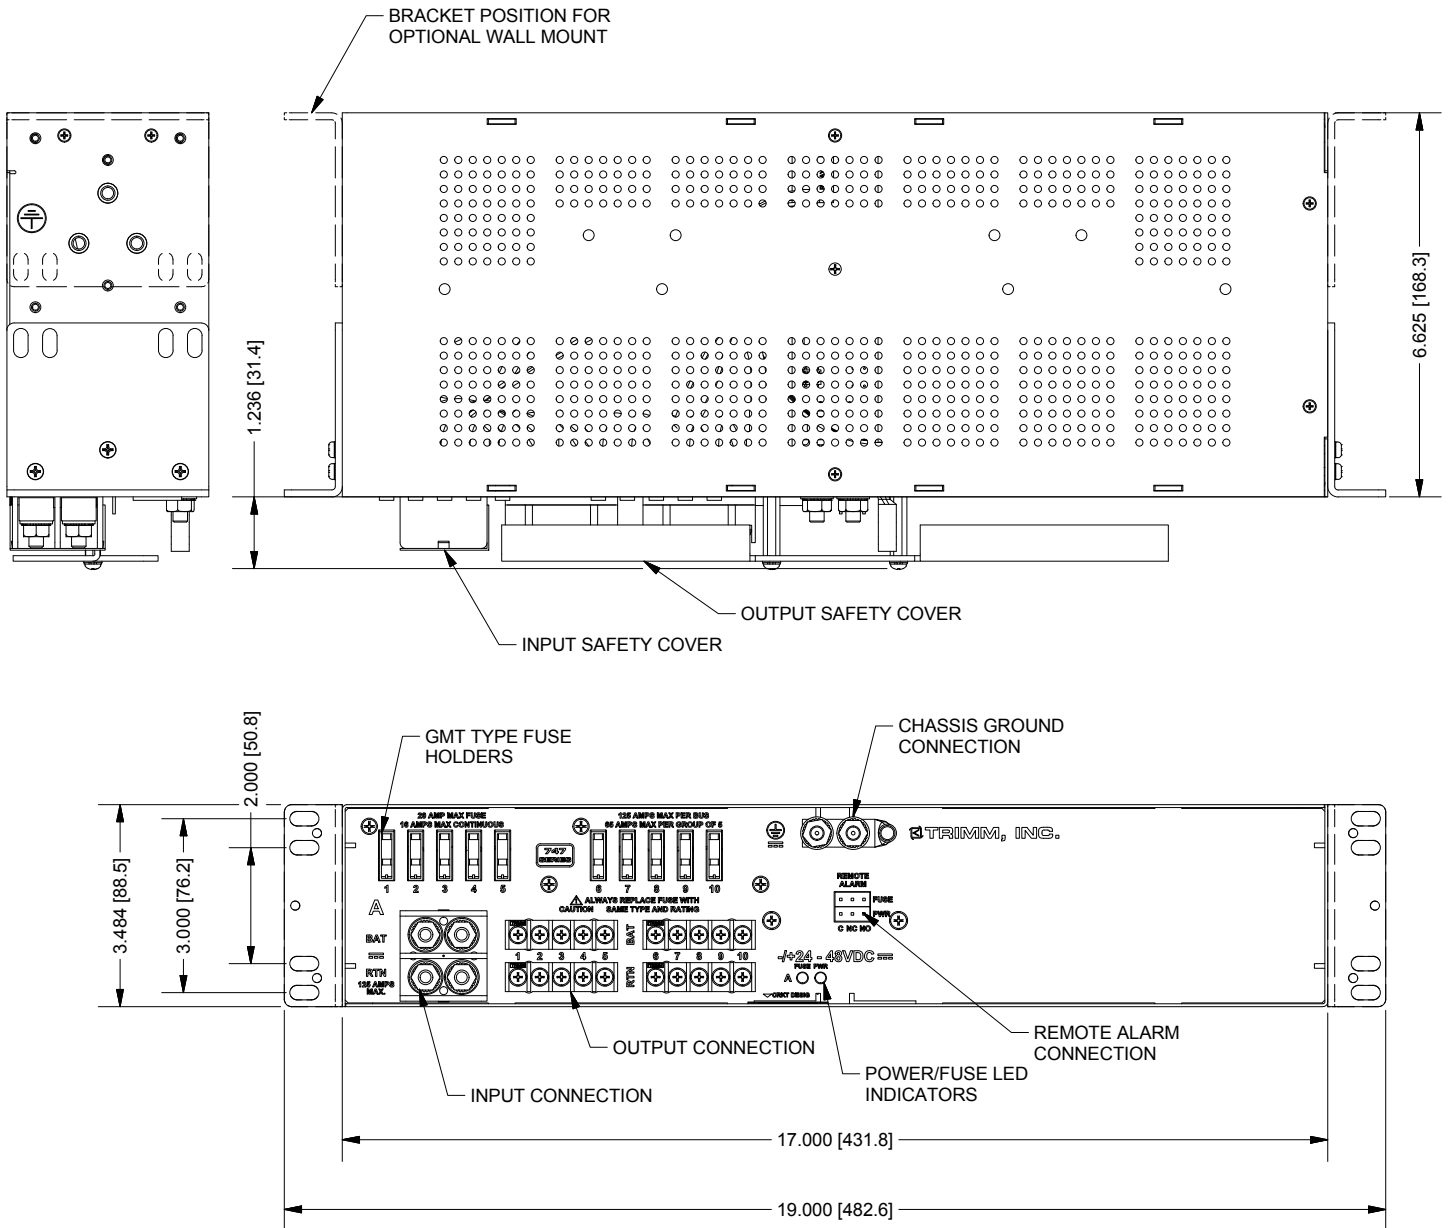 BRACKET POSITION FOR
OPTIONAL WALL MOUNT
6.625 [168.3]
1.236 [31.4]
OUTPUT SAFETY COVER
INPUT SAFETY COVER
GMT TYPE FUSE
HOLDERS
CHASSIS GROUND
CONNECTION
2.000 [50.8]
3.000 [76.2]
3.484 [88.5]
20 AMP MAX FUSE
16 AMPS MAX CONTINUOUS
125 AMPS MAX PER BUS
65 AMPS MAX PER GROUP OF 5
TRIMM, INC.
747
SERIES
1 2 3 4 5
6 7 8 9 10
REMOTE
ALARM
FUSE
PWR
C NC NO
ALWAYS REPLACE FUSE WITH
CAUTION SAME TYPE AND RATING
A
BAT
RTN
125 AMPS
MAX.
BAT
1 2 3 4 5
6 7 8 9 10
RTN
-/+24 - 48VDC
FUSE PWR
A
CRKT DESIG
OUTPUT CONNECTION
INPUT CONNECTION
REMOTE ALARM
CONNECTION
POWER/FUSE LED
INDICATORS
17.000 [431.8]
19.000 [482.6]